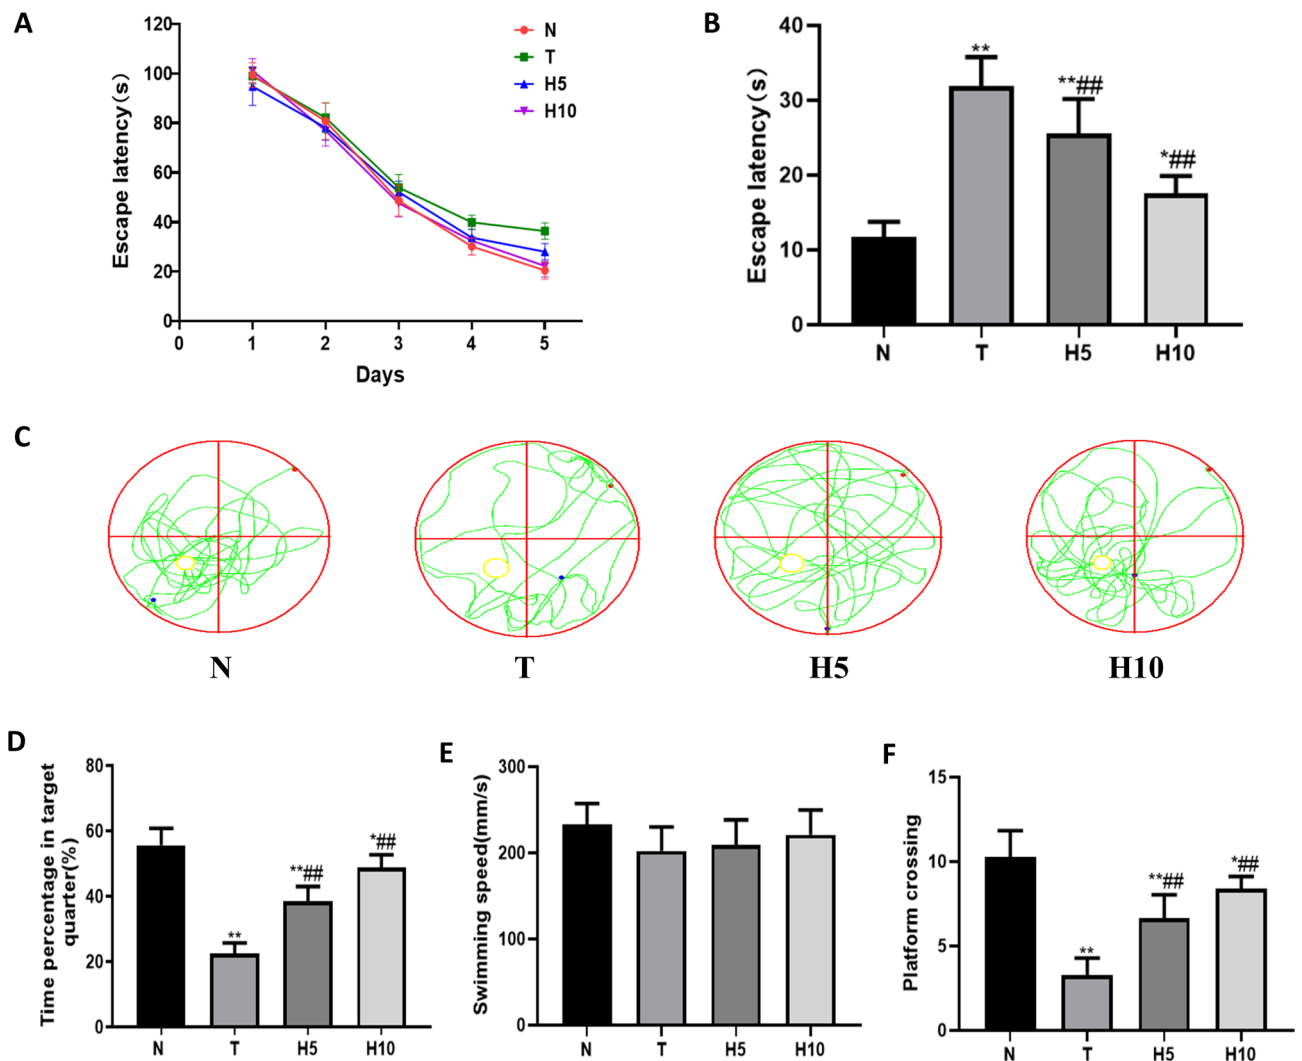 A
Escape latency(s)
120
100
80
60
40
20
0
0 1 2 3 4 5
Days
N
T
H5
H10
B
Escape latency(s)
40
30
20
10
0
**
**##
*##
N T H5 H10
C
N T H5 H10
D
Time percentage in target
quarter(%)
80
60
40
20
0
**
**##
*##
N T H5 H10
E
Swimming speed(mm/s)
300
200
100
0
N T H5 H10
F
Platform crossing
15
10
5
0
**
**##
*##
N T H5 H10